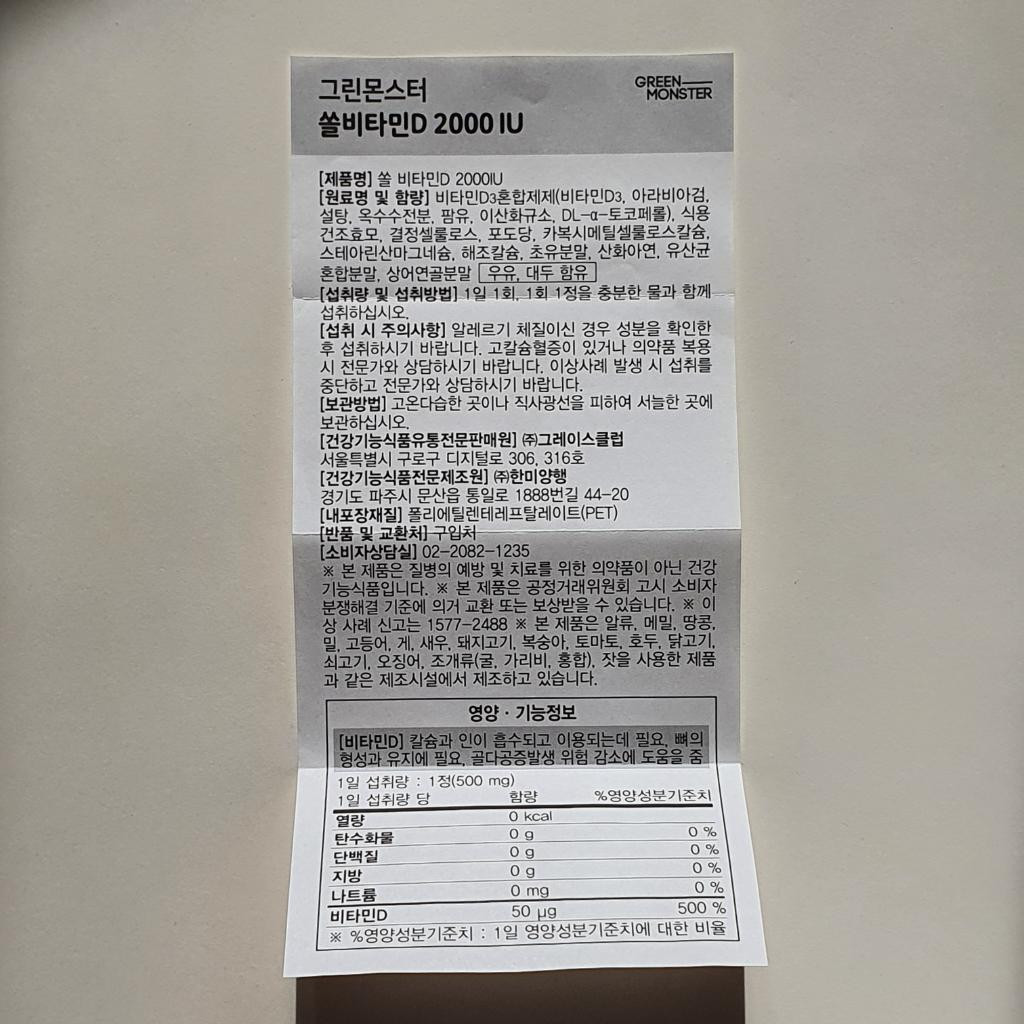 그린몬스터
GREEN
MONSTER
쏠비타민D 2000 IU
[제품명] 쏠 비타민D 2000IU
[원료명 및 함량] 비타민D3혼합제제(비타민D3, 아라비아검,
설탕, 옥수수전분, 팜유, 이산화규소, DL-α-토코페롤), 식용
건조효모, 결정셀룰로스, 포도당, 카복시메틸셀룰로스칼슘,
스테아린산마그네슘, 해조칼슘, 초유분말, 산화아연, 유산균
혼합분말, 상어연골분말 우유, 대두 함유
[섭취량 및 섭취방법] 1일 1회, 1회 1정을 충분한 물과 함께
섭취하십시오.
[섭취 시 주의사항] 알레르기 체질이신 경우 성분을 확인한
후 섭취하시기 바랍니다. 고칼슘혈증이 있거나 의약품 복용
시 전문가와 상담하시기 바랍니다. 이상사례 발생 시 섭취를
중단하고 전문가와 상담하시기 바랍니다.
[보관방법] 고온다습한 곳이나 직사광선을 피하여 서늘한 곳에
보관하십시오.
[건강기능식품유통전문판매원] ㈜그레이스클럽
서울특별시 구로구 디지털로 306, 316호
[건강기능식품전문제조원] ㈜한미양행
경기도 파주시 문산읍 통일로 1888번길 44-20
[내포장재질] 폴리에틸렌테레프탈레이트(PET)
[반품 및 교환처] 구입처
[소비자상담실] 02-2082-1235
※ 본 제품은 질병의 예방 및 치료를 위한 의약품이 아닌 건강
기능식품입니다. ※ 본 제품은 공정거래위원회 고시 소비자
분쟁해결 기준에 의거 교환 또는 보상받을 수 있습니다. ※ 이
상 사례 신고는 1577-2488 ※ 본 제품은 알류, 메밀, 땅콩,
밀, 고등어, 게, 새우, 돼지고기, 복숭아, 토마토, 호두, 닭고기,
쇠고기, 오징어, 조개류(굴, 가리비, 홍합), 잣을 사용한 제품
과 같은 제조시설에서 제조하고 있습니다.
영양 · 기능정보
[비타민D] 칼슘과 인이 흡수되고 이용되는데 필요, 뼈의
형성과 유지에 필요, 골다공증발생 위험 감소에 도움을 줌
1일 섭취량 : 1정(500 mg)
1일 섭취량 당 함량 %영양성분기준치
열량 0 kcal
탄수화물 0 g 0 %
단백질 0 g 0 %
지방 0 g 0 %
나트륨 0 mg 0 %
비타민D 50 µg 500 %
※ %영양성분기준치 : 1일 영양성분기준치에 대한 비율